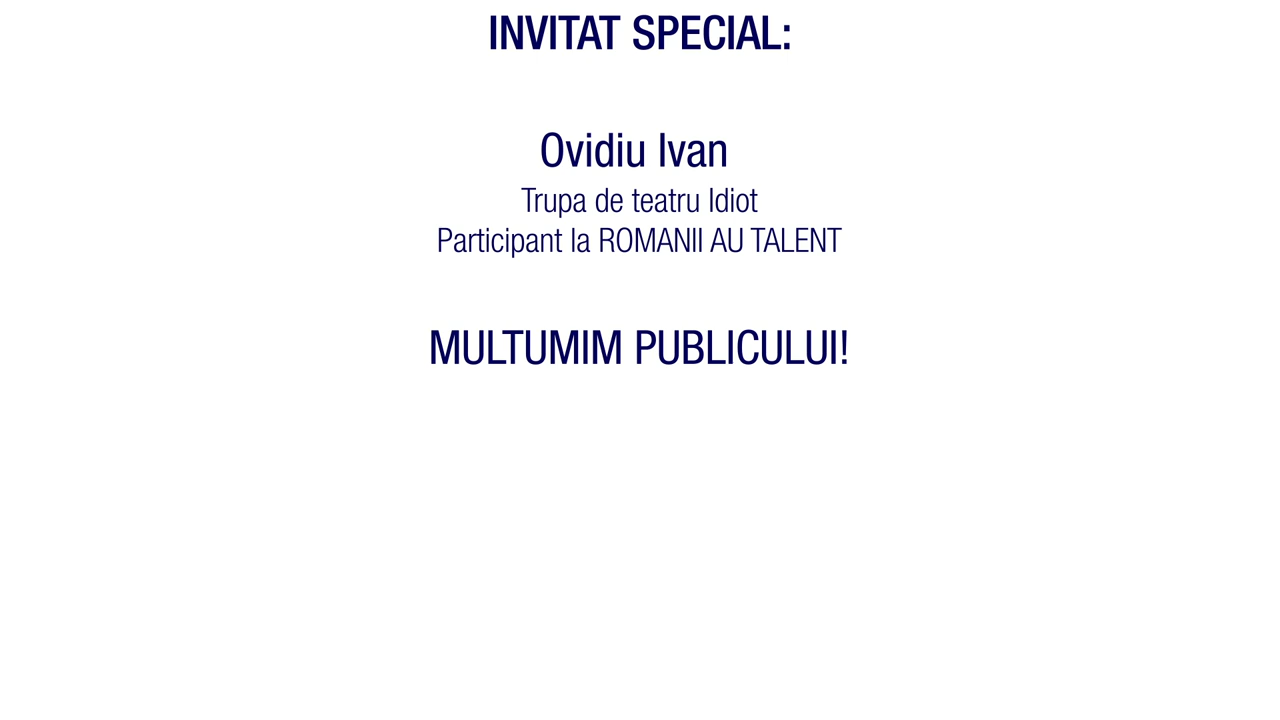 INVITAT SPECIAL:
Ovidiu Ivan
Trupa de teatru Idiot
Participant la ROMANII AU TALENT
MULTUMIM PUBLICULUI!